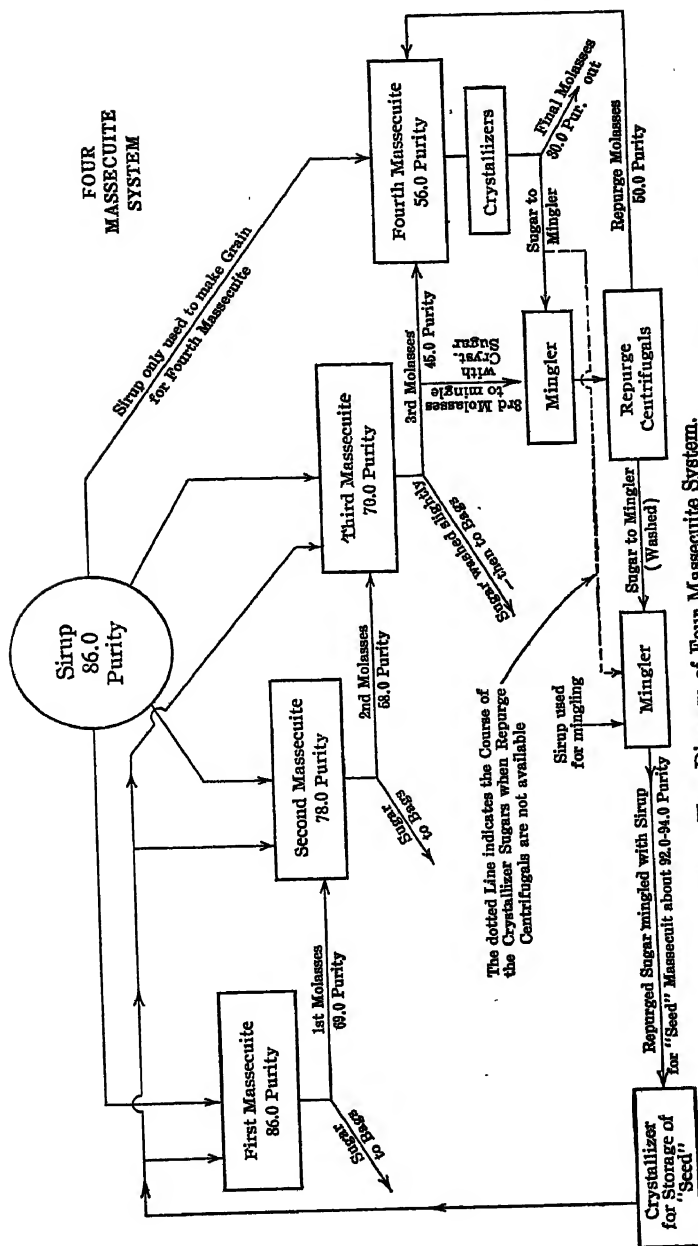 FOUR
MASSECUITE
SYSTEM
Sirup
86.0
Purity
Sirup only used to make Grain
for Fourth Massecuite
First Massecuite
86.0 Purity
Sugar
to Bags
1st Molasses
69.0 Purity
Second Massecuite
78.0 Purity
Sugar
to Bags
2nd Molasses
58.0 Purity
Third Massecuite
70.0 Purity
Sugar washed slightly
—then to Bags
3rd Molasses
45.0 Purity
3rd Molasses
to mingle
with
Cryst.
Sugar
Fourth Massecuite
56.0 Purity
Crystallizers
Final Molasses
30.0 Pur. out
Sugar to
Mingler
Mingler
Repurge Molasses
50.0 Purity
Repurge
Centrifugals
Sugar to Mingler
(Washed)
The dotted Line indicates the Course of
the Crystallizer Sugars when Repurge
Centrifugals are not available
Sirup used
for mingling
Mingler
Repurged Sugar mingled with Sirup
for "Seed" Massecuit about 92.0-94.0 Purity
Crystallizer
for Storage of
"Seed"
Flow Diagram of Four Massecuite System.